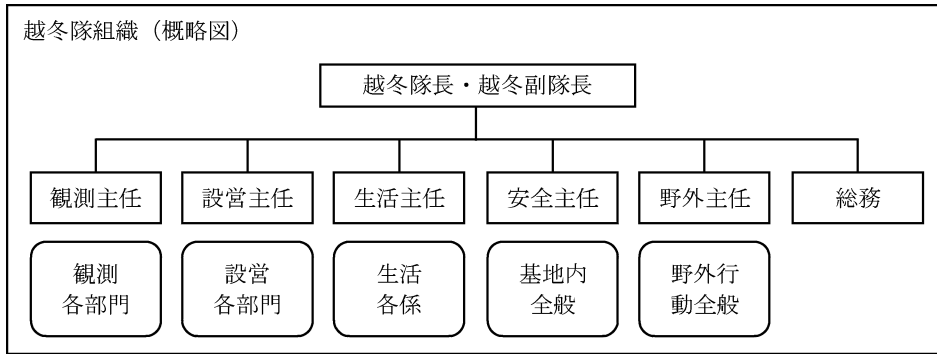 越冬隊組織（概略図）
越冬隊長・越冬副隊長
観測主任
設営主任
生活主任
安全主任
野外主任
総務
観測
各部門
設営
各部門
生活
各係
基地内
全般
野外行
動全般